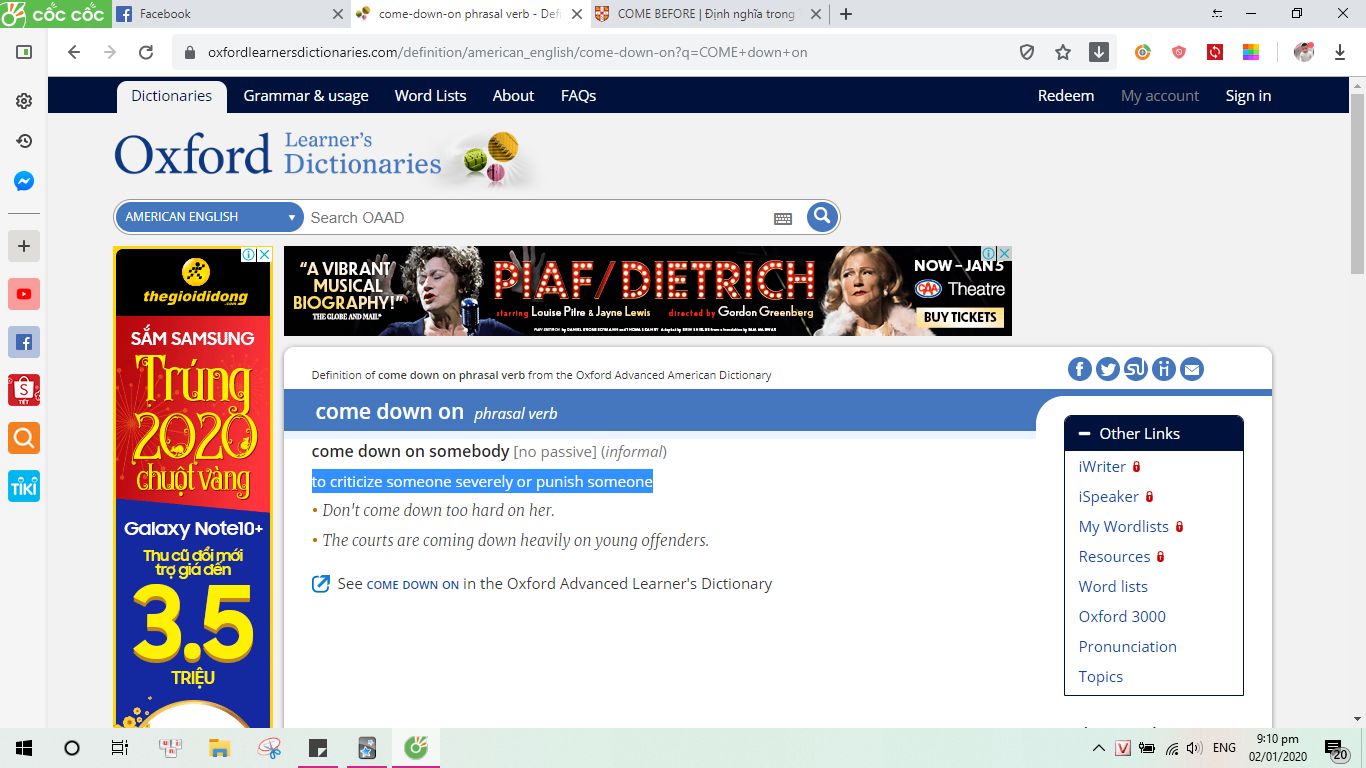 cốc cốc
Facebook
come-down-on phrasal verb - Defi
COME BEFORE | Định nghĩa trong
oxfordlearnersdictionaries.com/definition/american_english/come-down-on?q=COME+down+on
Dictionaries
Grammar & usage
Word Lists
About
FAQs
Redeem
My account
Sign in
Oxford Learner's Dictionaries
AMERICAN ENGLISH
Search OAAD
thegioididong
.com
SẮM SAMSUNG
Trúng
2020
chuột vàng
Galaxy Note10+
Thu cũ đổi mới
trợ giá đến
3.5
TRIỆU
"A VIBRANT
MUSICAL
BIOGRAPHY!"
THE GLOBE AND MAIL*
PIAF/DIETRICH
starring Louise Pitre & Jayne Lewis directed by Gordon Greenberg
NOW – JAN 5
CAA Theatre
BUY TICKETS
Definition of come down on phrasal verb from the Oxford Advanced American Dictionary
come down on phrasal verb
come down on somebody [no passive] (informal)
to criticize someone severely or punish someone
• Don't come down too hard on her.
• The courts are coming down heavily on young offenders.
See COME DOWN ON in the Oxford Advanced Learner's Dictionary
Other Links
iWriter
iSpeaker
My Wordlists
Resources
Word lists
Oxford 3000
Pronunciation
Topics
TẾT
TIKI
ENG
9:10 pm
02/01/2020
20